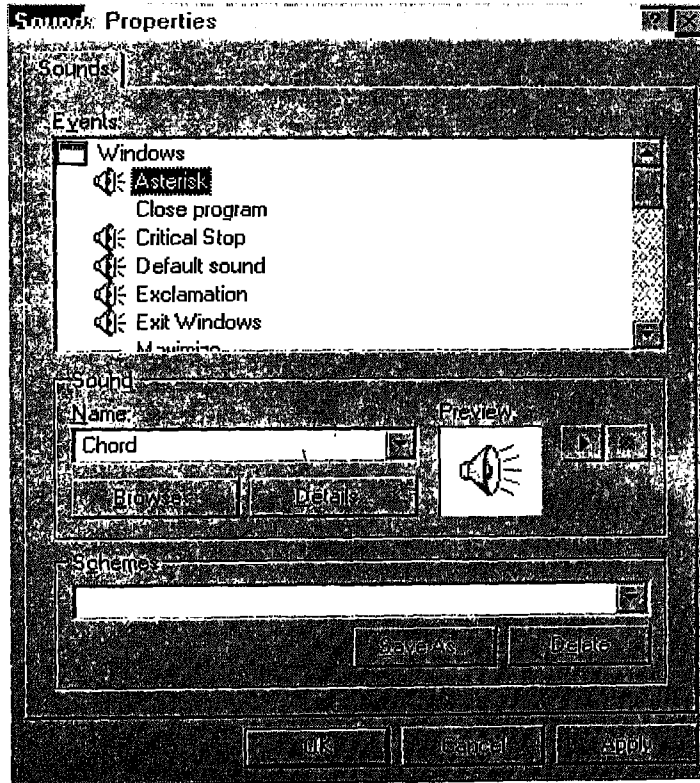 Sounds Properties
Sounds
Events:
Windows
Asterisk
Close program
Critical Stop
Default sound
Exclamation
Exit Windows
Maximize
Sound
Name:
Preview:
Chord
Browse...
Details...
Schemes
Save As...
Delete
OK
Cancel
Apply